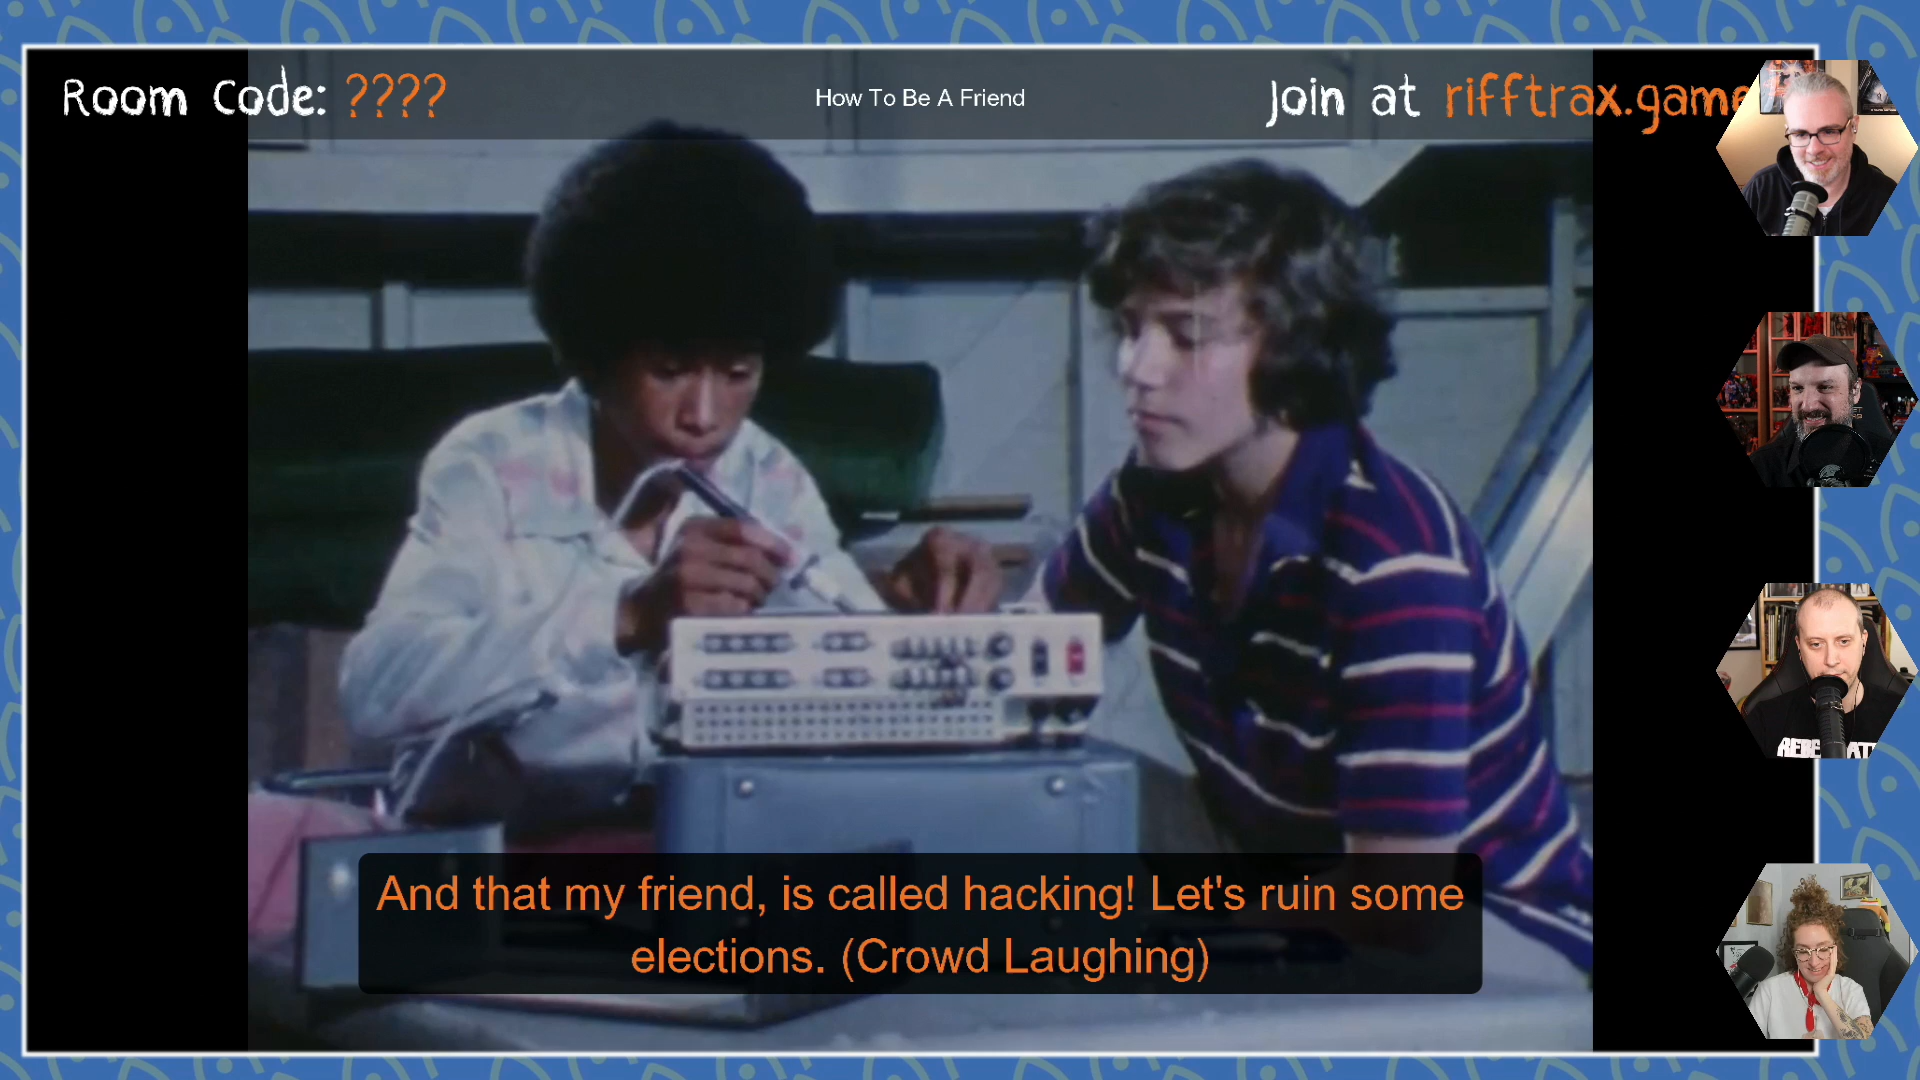 Room Code: ????
How To Be A Friend
Join at rifftrax.game
And that my friend, is called hacking! Let's ruin some
elections. (Crowd Laughing)